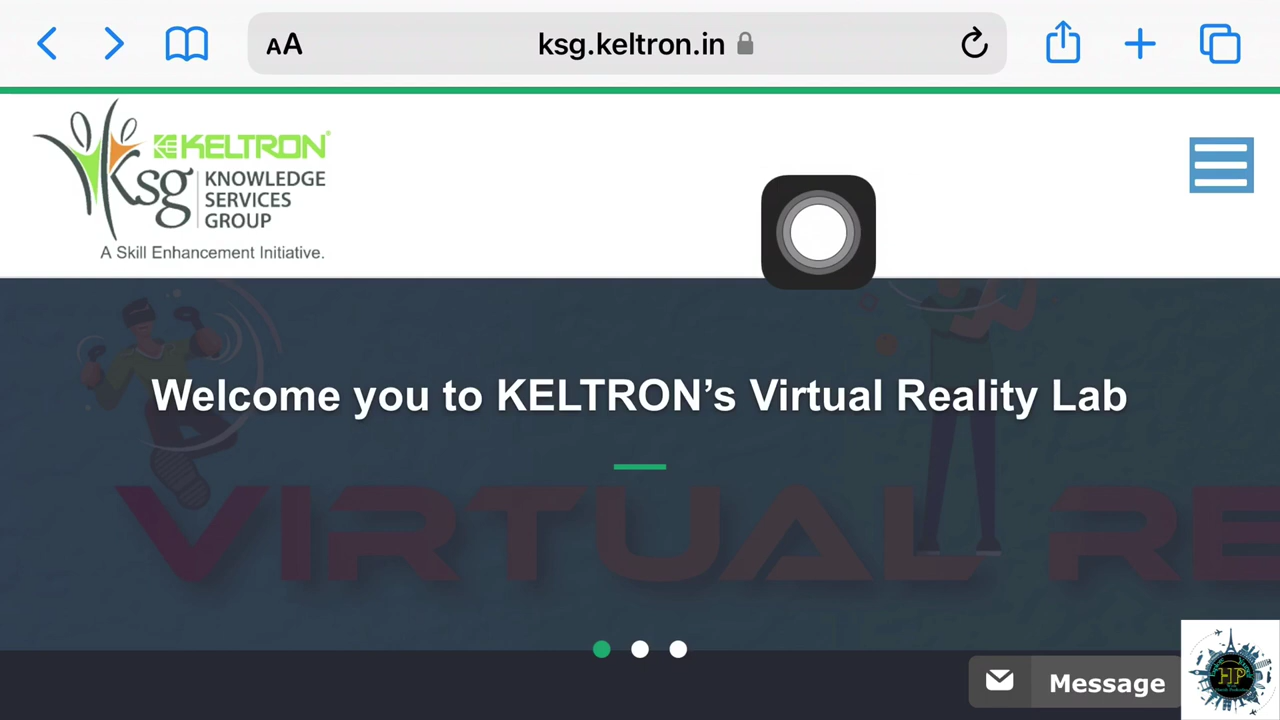 AA
ksg.keltron.in
KELTRON
ksg
KNOWLEDGE
SERVICES
GROUP
A Skill Enhancement Initiative.
Welcome you to KELTRON’s Virtual Reality Lab
VIRTUAL RE
Message
HP